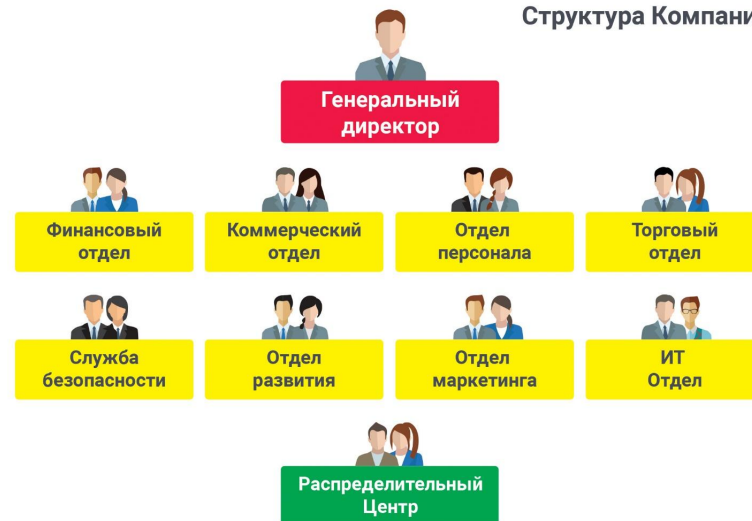 Структура Компани
Генеральный
директор
Финансовый
отдел
Коммерческий
отдел
Отдел
персонала
Торговый
отдел
Служба
безопасности
Отдел
развития
Отдел
маркетинга
ИТ
Отдел
Распределительный
Центр